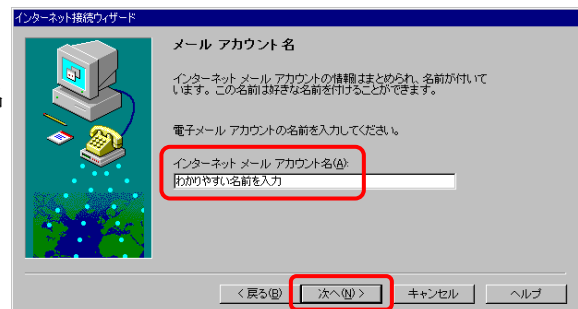 インターネット接続ウィザード
メール アカウント名
インターネット メール アカウントの情報はまとめられ、名前が付いて
います。この名前は好きな名前を付けることができます。
電子メール アカウントの名前を入力してください。
インターネット メール アカウント名(A):
わかりやすい名前を入力
< 戻る(B)
次へ(N) >
キャンセル
ヘルプ